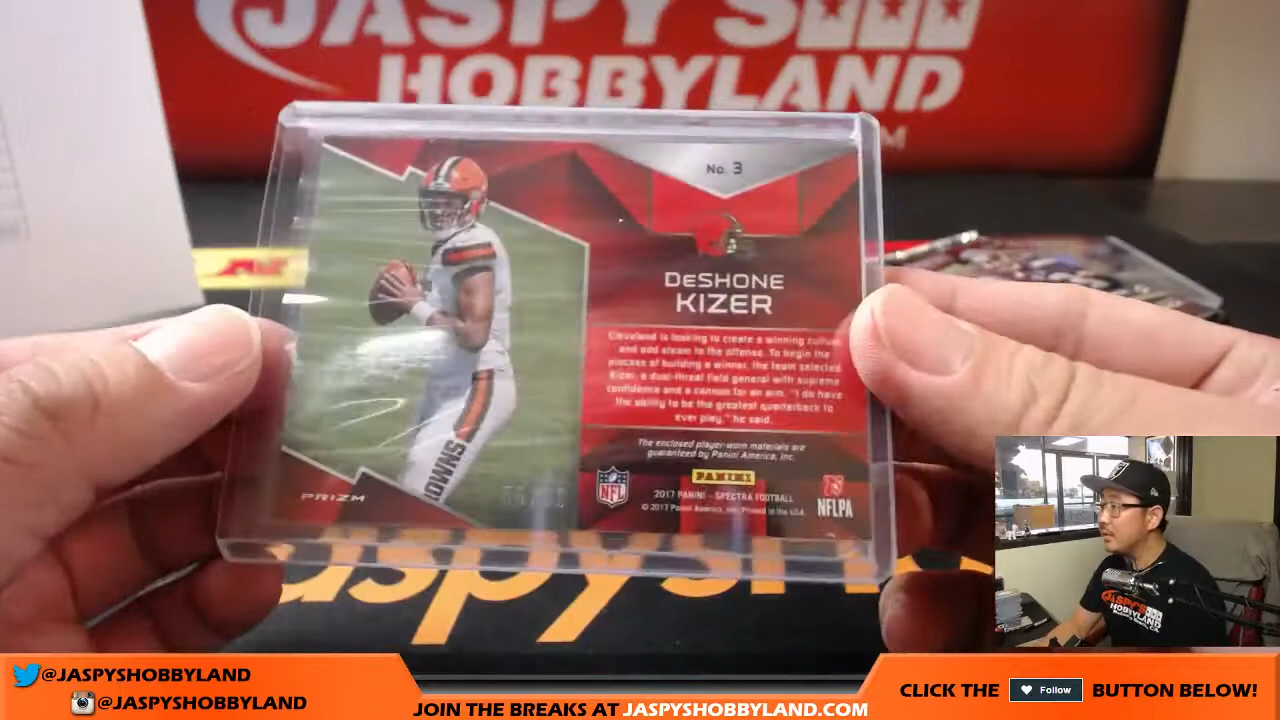 JASPY'S
HOBBYLAND
No. 3
DESHONE
KIZER
Cleveland is looking to create a winning culture
and add steam to the offense. To begin the
process of building a winner, the team selected
Kizer, a dual-threat field general with supreme
confidence and a cannon for an arm. "I do have
the ability to be the greatest quarterback to
ever play," he said.
The enclosed player-worn materials are
guaranteed by Panini America, Inc.
PANINI
NFL
2017 PANINI - SPECTRA FOOTBALL
© 2017 Panini America, Inc. Printed in the U.S.A.
NFLPA
PRIZM
OWNS
jaspys
JASPY'S
HOBBYLAND
@JASPYSHOBBYLAND
@JASPYSHOBBYLAND
JOIN THE BREAKS AT JASPYSHOBBYLAND.COM
CLICK THE Follow BUTTON BELOW!